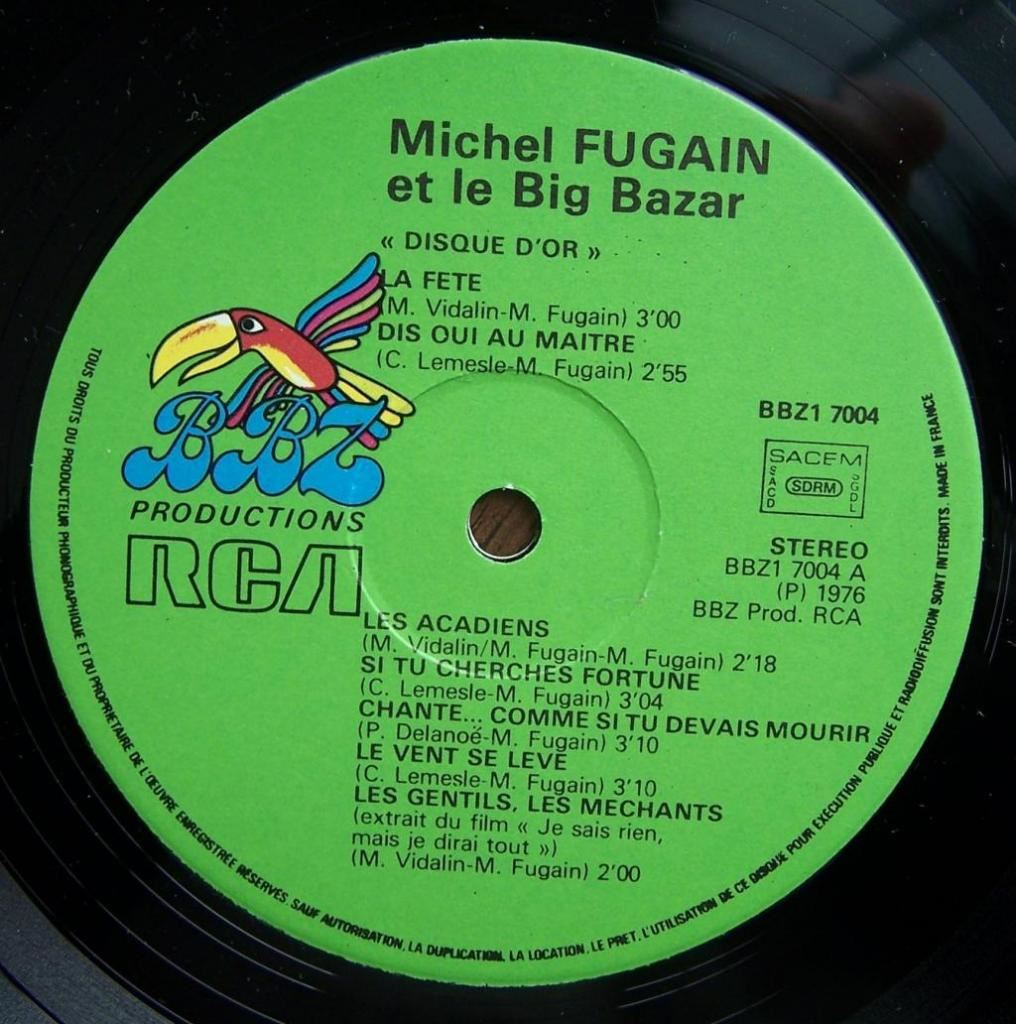 Michel FUGAIN
et le Big Bazar
« DISQUE D'OR »
LA FETE
(M. Vidalin-M. Fugain) 3'00
DIS OUI AU MAITRE
(C. Lemesle-M. Fugain) 2'55
BBZ
PRODUCTIONS
RCA
BBZ1 7004
SACEM
SACD
SDRM
SGDL
STEREO
BBZ1 7004 A
(P) 1976
BBZ Prod. RCA
LES ACADIENS
(M. Vidalin/M. Fugain-M. Fugain) 2'18
SI TU CHERCHES FORTUNE
(C. Lemesle-M. Fugain) 3'04
CHANTE... COMME SI TU DEVAIS MOURIR
(P. Delanoë-M. Fugain) 3'10
LE VENT SE LEVE
(C. Lemesle-M. Fugain) 3'10
LES GENTILS, LES MECHANTS
(extrait du film « Je sais rien,
mais je dirai tout »)
(M. Vidalin-M. Fugain) 2'00
TOUS DROITS DU PRODUCTEUR PHONOGRAPHIQUE ET DU PROPRIETAIRE DE L'ŒUVRE ENREGISTRÉE RÉSERVÉS. SAUF AUTORISATION, LA DUPLICATION, LA LOCATION, LE PRET, L'UTILISATION DE CE DISQUE POUR EXECUTION PUBLIQUE ET RADIODIFFUSION SONT INTERDITS. MADE IN FRANCE